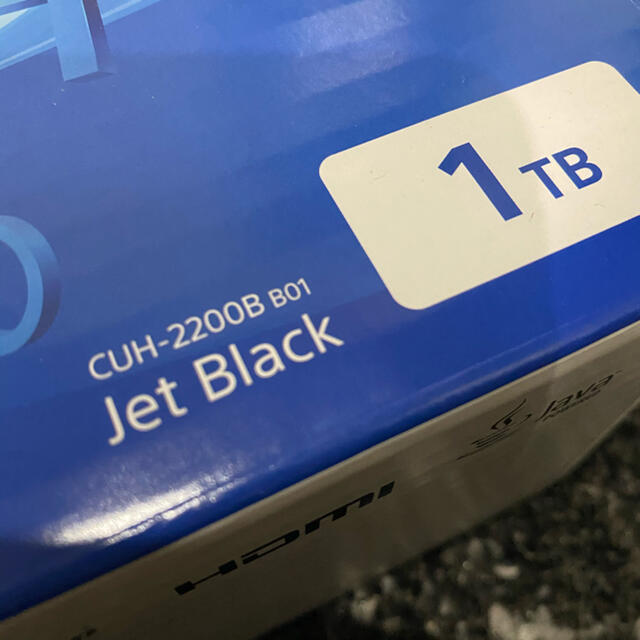 1 TB
CUH-2200B B01
Jet Black
Java
HDMI